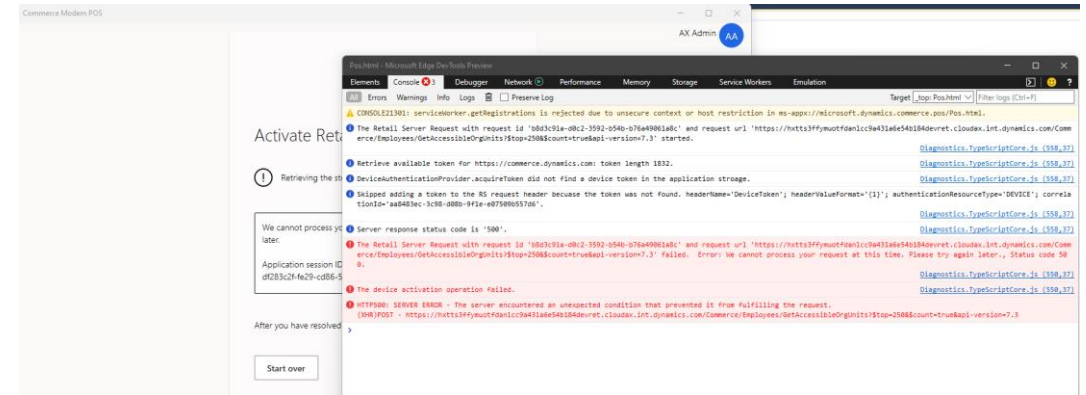 Commerce Modern POS
AX Admin
AA
Pos.html - Microsoft Edge DevTools Preview
Elements Console 3 Debugger Network Performance Memory Storage Service Workers Emulation
All Errors Warnings Info Logs Preserve Log Target _top: Pos.html Filter logs (Ctrl+F)
CONSOLE21301: serviceWorker.getRegistrations is rejected due to unsecure context or host restriction in ms-appx://microsoft.dynamics.commerce.pos/Pos.html.
The Retail Server Request with request id 'b8d3c91a-d0c2-3592-b54b-b76a49061a8c' and request url 'https://hxtts3ffymuotfdan1cc9a431a6e54b184devret.cloudax.int.dynamics.com/Comm
erce/Employees/GetAccessibleOrgUnits?$top=250&$count=true&api-version=7.3' started.
Diagnostics.TypeScriptCore.js (558,37)
Activate Reta
Retrieve available token for https://commerce.dynamics.com: token length 1832.
Diagnostics.TypeScriptCore.js (558,37)
Retrieving the st
DeviceAuthenticationProvider.acquireToken did not find a device token in the application stroage.
Diagnostics.TypeScriptCore.js (558,37)
Skipped adding a token to the RS request header becuase the token was not found. headerName='DeviceToken'; headerValueFormat='{1}'; authenticationResourceType='DEVICE'; correla
tionId='aa8483ec-3c98-d08b-9f1e-e07509b557d6'.
Diagnostics.TypeScriptCore.js (558,37)
We cannot process yo
later.
Server response status code is '500'.
Diagnostics.TypeScriptCore.js (558,37)
The Retail Server Request with request id 'b8d3c91a-d0c2-3592-b54b-b76a49061a8c' and request url 'https://hxtts3ffymuotfdan1cc9a431a6e54b184devret.cloudax.int.dynamics.com/Comm
erce/Employees/GetAccessibleOrgUnits?$top=250&$count=true&api-version=7.3' failed. Error: We cannot process your request at this time. Please try again later., Status code 50
0.
Diagnostics.TypeScriptCore.js (550,37)
Application session ID
df283c2f-fe29-cd86-5
The device activation operation failed.
Diagnostics.TypeScriptCore.js (550,37)
HTTP500: SERVER ERROR - The server encountered an unexpected condition that prevented it from fulfilling the request.
(XHR)POST - https://hxtts3ffymuotfdan1cc9a431a6e54b184devret.cloudax.int.dynamics.com/Commerce/Employees/GetAccessibleOrgUnits?$top=250&$count=true&api-version=7.3
After you have resolved
Start over